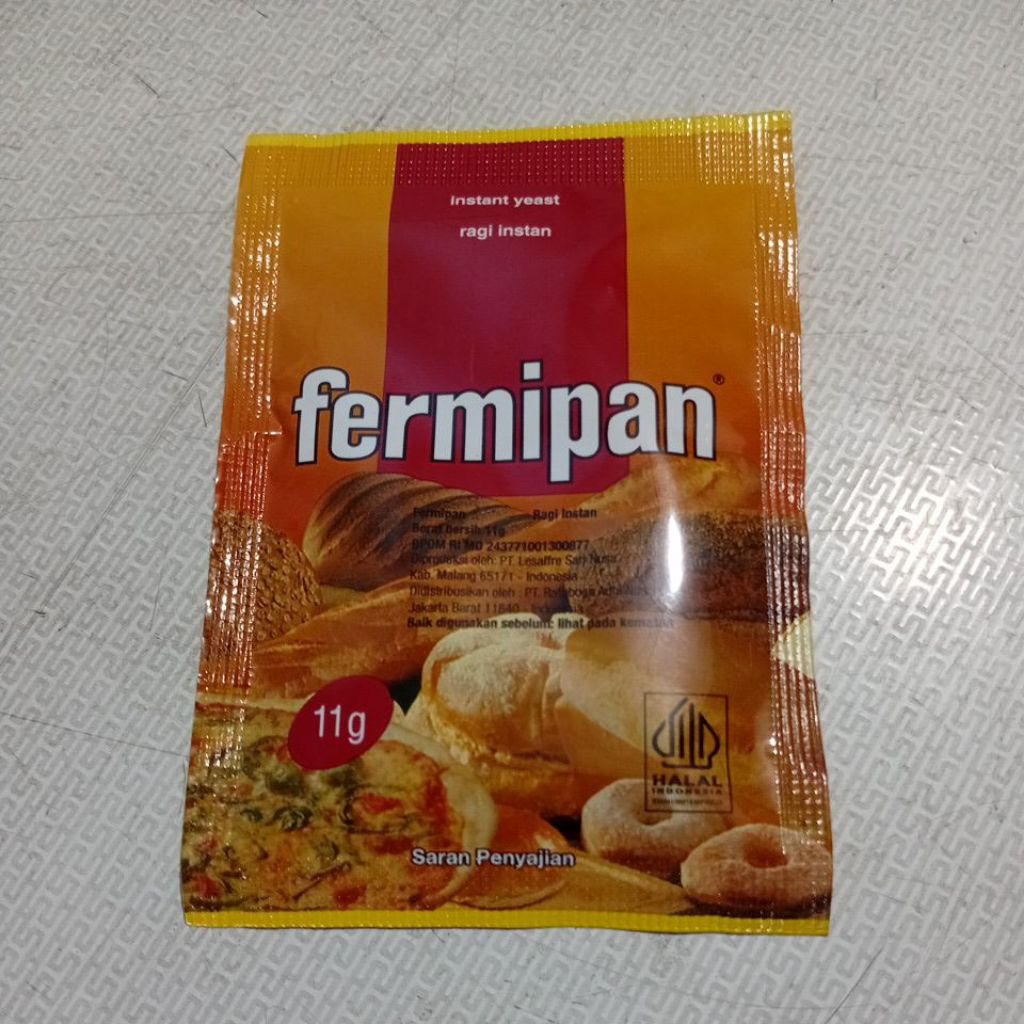 instant yeast
ragi instan
fermipan®
Fermipan Ragi Instan
Berat bersih 11g
BPOM RI MD 243771001300877
Diproduksi oleh: PT. Lesaffre Sari Nusa
Kab. Malang 65171 - Indonesia
Didistribusikan oleh : PT.
Jakarta Barat 11840 - Indonesia
Baik digunakan sebelum: lihat pada kemasan
11g
HALAL
INDONESIA
Saran Penyajian